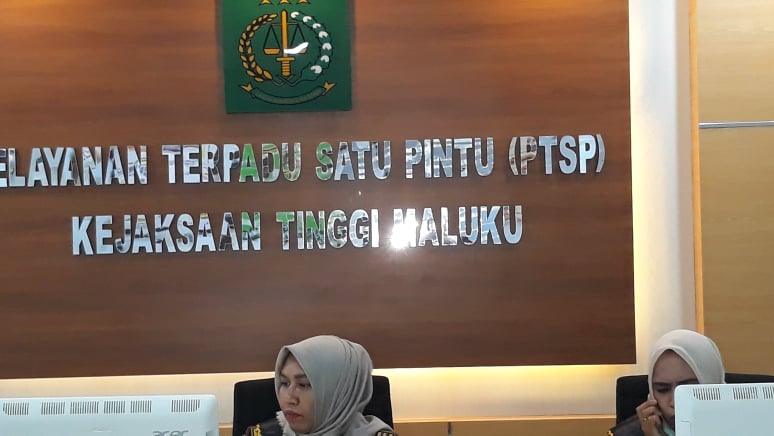 ELAYANAN TERPADU SATU PINTU (PTSP)
KEJAKSAAN TINGGI MALUKU
acer